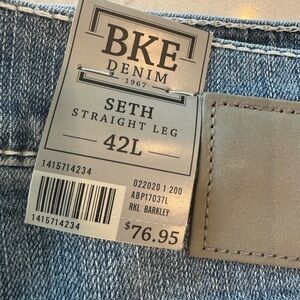 BKE
DENIM
1967
SETH
STRAIGHT LEG
42L
1415714234
022020 1 200
ABP17037L
RKL BARKLEY
1415714234
$76.95